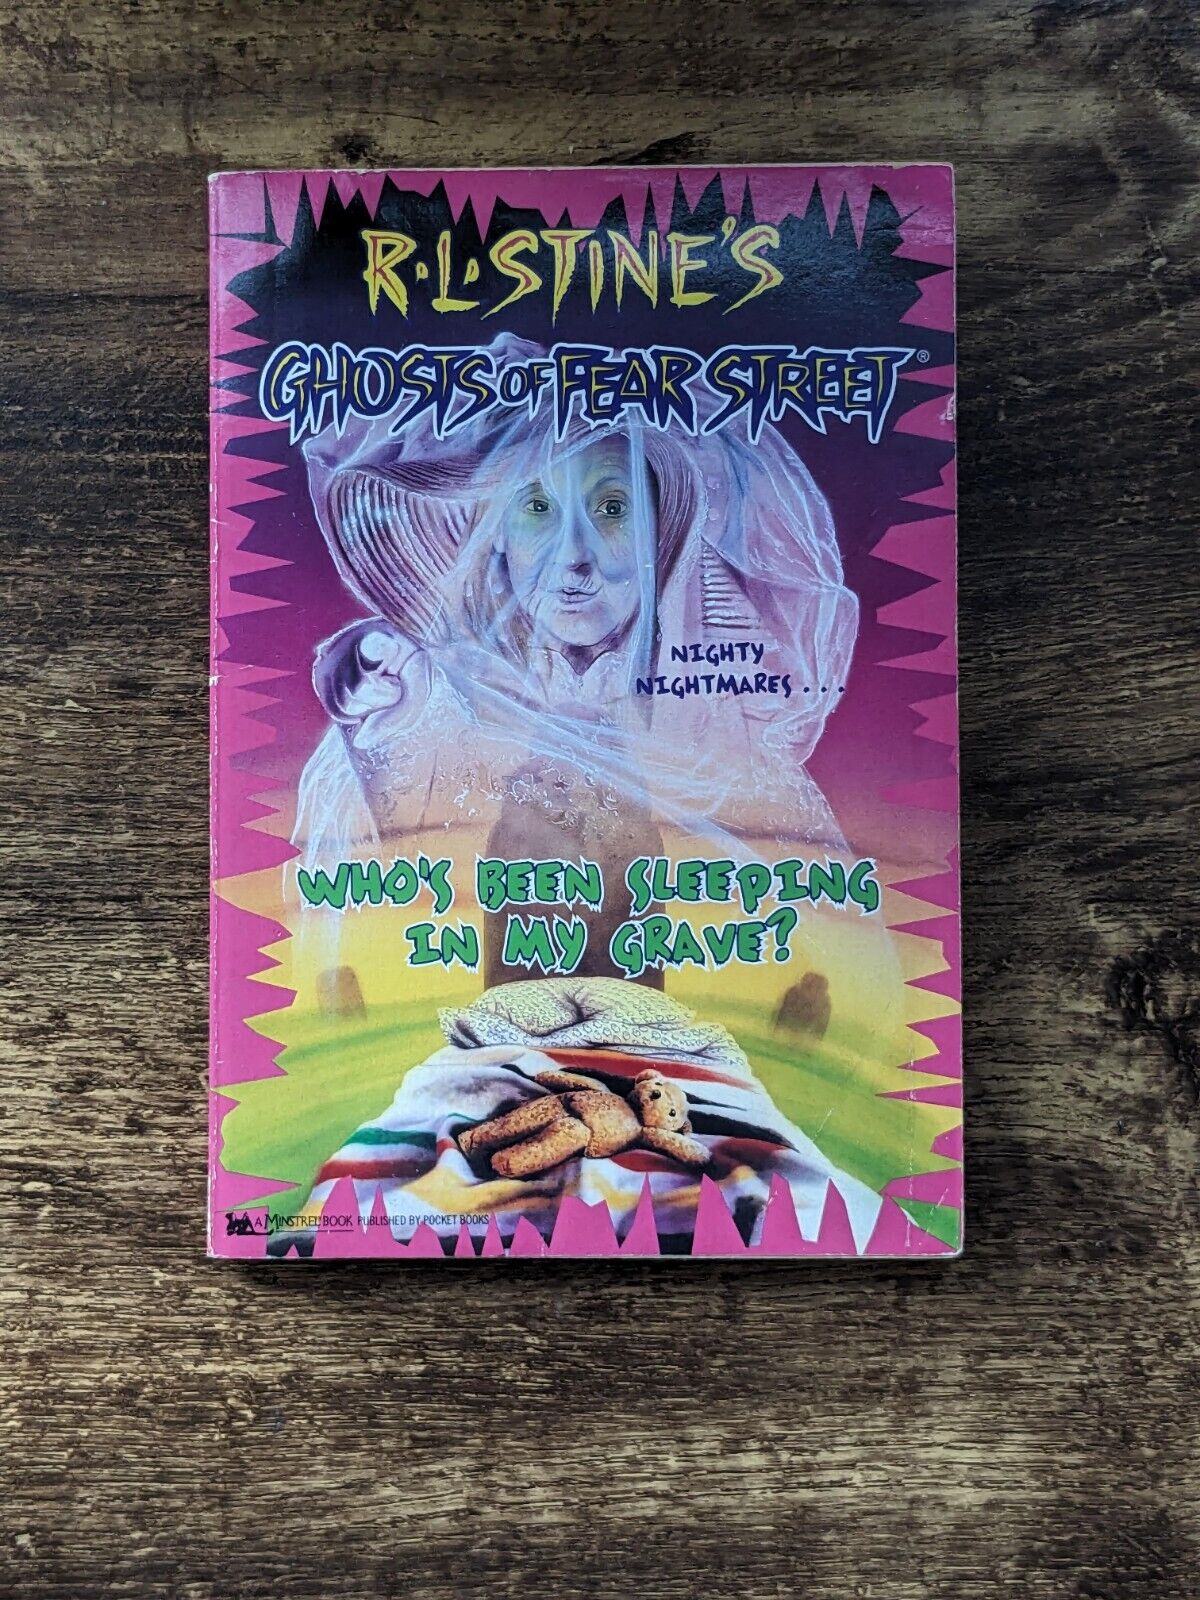 R.L. STINE'S
GHOSTS OF FEAR STREET®
NIGHTY
NIGHTMARES . . .
WHO'S BEEN SLEEPING
IN MY GRAVE?
A MINSTREL® BOOK PUBLISHED BY POCKET BOOKS